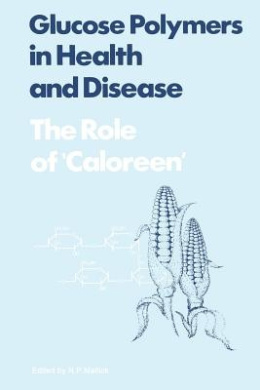 Glucose Polymers
in Health
and Disease
The Role
of 'Caloreen'
Edited by